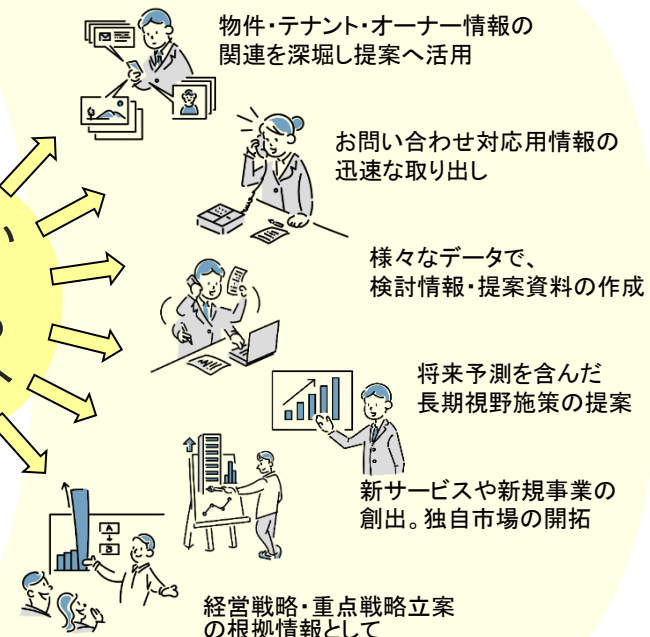 物件・テナント・オーナー情報の
関連を深堀し提案へ活用
お問い合わせ対応用情報の
迅速な取り出し
様々なデータで、
検討情報・提案資料の作成
将来予測を含んだ
長期視野施策の提案
新サービスや新規事業の
創出。独自市場の開拓
A
B
経営戦略・重点戦略立案
の根拠情報として